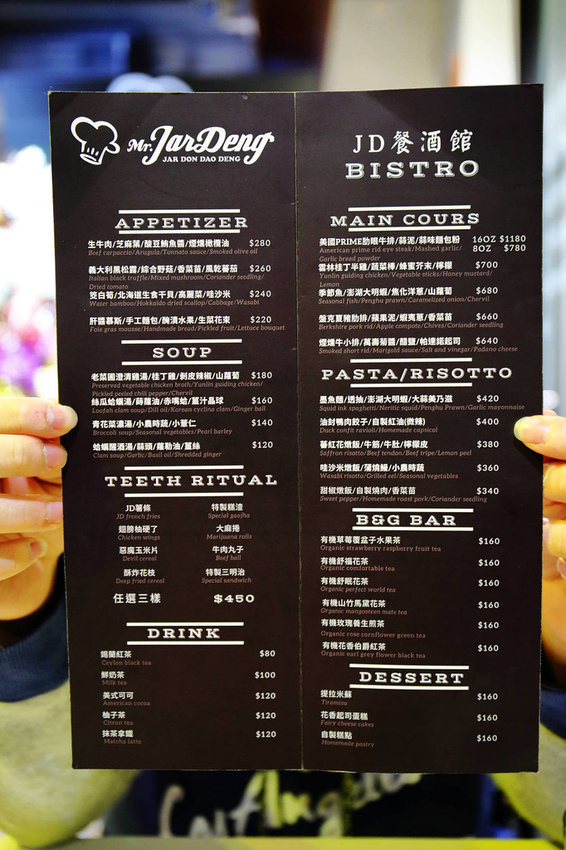 Mr. JarDeng
JAR DON DAO DENG
APPETIZER
生牛肉/芝麻葉/酸豆鮪魚醬/煙燻橄欖油 $280
Beef carpaccio/Arugula/Tonnato sauce/Smoked olive oil
義大利黑松露/綜合野菇/香菜苗/風乾蕃茄 $260
Italian black truffle/Mixed mushroom/Coriander seedling/
Dried tomato
茭白筍/北海道生食干貝/高麗菜/哇沙米 $240
Water bamboo/Hokkaido dried scallop/Cabbage/Wasabi
肝醬慕斯/手工麵包/醃漬水果/生菜花束 $220
Foie gras mousse/Handmade bread/Pickled fruit/Lettuce bouquet
SOUP
老菜圃澄清雞湯/桂丁雞/剝皮辣椒/山蘿蔔 $180
Preserved vegetable chicken broth/Yunlin guiding chicken/
Pickled peeled chili pepper/Chervil
絲瓜蛤蠣湯/蒔蘿油/赤嘴蛤/薑汁晶球 $160
Loofah clam soup/Dill oil/Korean cyclina clam/Ginger ball
青花菜濃湯/小農時蔬/小薏仁 $140
Broccoli soup/Seasonal vegetables/Pearl barley
蛤蠣雞酒湯/蒜頭/蘿勒油/薑絲 $120
Clam soup/Garlic/Basil oil/Shredded ginger
TEETH RITUAL
JD薯條 特製糕渣
JD french fries Special gaojha
翅膀柚硬了 大麻捲
Chicken wings Marijuana rolls
惡魔玉米片 牛肉丸子
Devil cereal Beef ball
酥炸花枝 特製三明治
Deep fried cereal Special sandwich
任選三樣 $450
DRINK
錫蘭紅茶 $80
Ceylon black tea
鮮奶茶 $100
Milk tea
美式可可 $120
American cocoa
柚子茶 $120
Citron tea
抹茶拿鐵 $120
Matcha latte
JD餐酒館
BISTRO
MAIN COURS
美國PRIME肋眼牛排/蒜泥/蒜味麵包粉 16OZ $1180
American prime rid eye steak/Mashed garlic/ 8OZ $780
Garlic bread powder
雲林桂丁半雞/蔬菜棒/蜂蜜芥末/檸檬 $700
Yunlin guiding chicken/Vegetable sticks/Honey mustard/
Lemon
季節魚/澎湖大明蝦/焦化洋蔥/山蘿蔔 $680
Seasonal fish/Penghu prawn/Caramelized onion/Chervil
盤克夏豬肋排/蘋果泥/蝦夷蔥/香菜苗 $660
Berkshire pork rid/Apple compote/Chives/Coriander seedling
煙燻牛小排/萬壽菊醬/醋鹽/帕達諾起司 $640
Smoked short rid/Marigold sauce/Salt and vinegar/Padano cheese
PASTA/RISOTTO
墨魚麵/透抽/澎湖大明蝦/大蒜美乃滋 $420
Squid ink spaghetti/Neritic squid/Penghu Prawn/Garlic mayonnaise
油封鴨肉餃子/自製紅油(微辣) $400
Duck confit ravioli/Homemade capsicol
蕃紅花燉飯/牛筋/牛肚/檸檬皮 $380
Saffron risotto/Beef tendon/Beef tripe/Lemon peel
哇沙米燉飯/蒲燒鰻/小農時蔬 $360
Wasabi risotto/Grilled eel/Seasonal vegetables
甜椒燉飯/自製燒肉/香菜苗 $340
Sweet pepper/Homemade roast pork/Coriander seedling
B&G BAR
有機草莓覆盆子水果茶 $160
Organic strawberry raspberry fruit tea
有機舒福花茶 $160
Organic comfortable tea
有機舒眠花茶 $160
Organic perfect world tea
有機山竹馬黛花茶 $160
Organic mangosteen mate tea
有機玫瑰養生煎茶 $160
Organic rose cornflower green tea
有機花香伯爵紅茶 $160
Organic earl grey flower black tea
DESSERT
提拉米蘇 $160
Tiramisu
花香起司蛋糕 $160
Fairy cheese cakes
自製糕點 $160
Homemade pastry